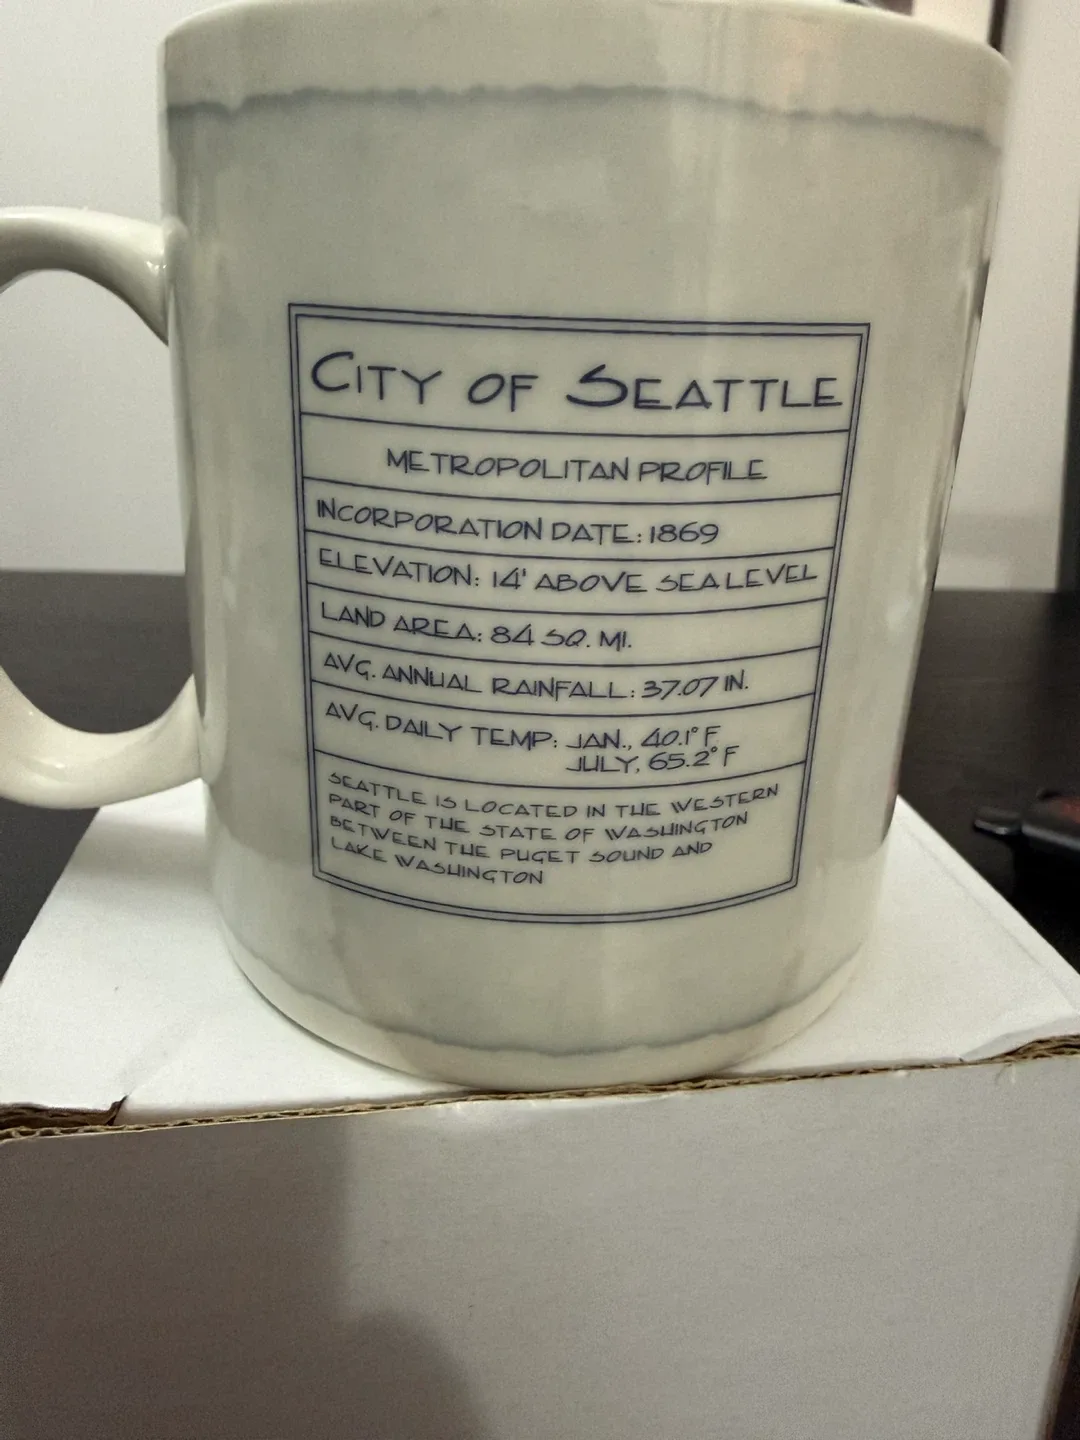 CITY OF SEATTLE
METROPOLITAN PROFILE
INCORPORATION DATE: 1869
ELEVATION: 14' ABOVE SEA LEVEL
LAND AREA: 84 SQ. MI.
AVG. ANNUAL RAINFALL: 37.07 IN.
AVG. DAILY TEMP: JAN., 40.1° F
JULY, 65.2° F
SEATTLE IS LOCATED IN THE WESTERN
PART OF THE STATE OF WASHINGTON
BETWEEN THE PUGET SOUND AND
LAKE WASHINGTON